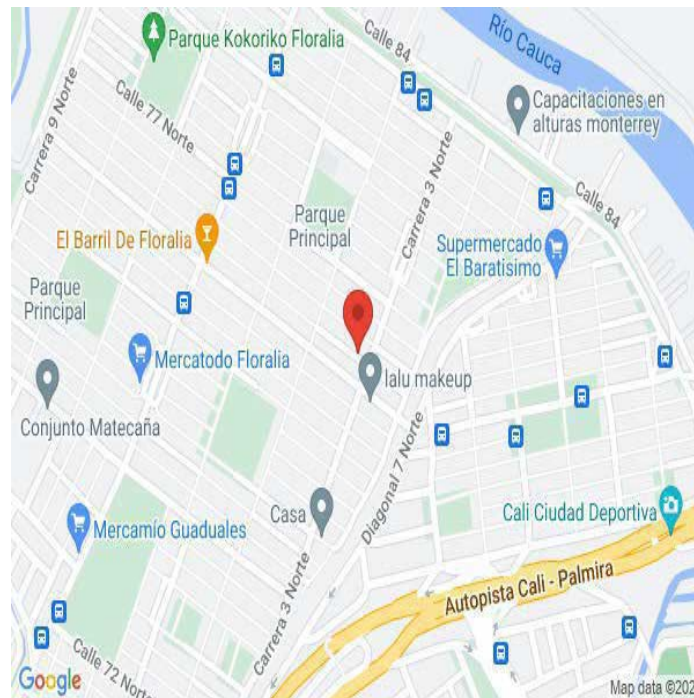 Parque Kokoriko Floralia
Calle 84
Río Cauca
Capacitaciones en
alturas monterrey
Calle 77 Norte
Carrera 9 Norte
Carrera 3 Norte
Calle 84
Parque
Principal
El Barril De Floralia
Supermercado
El Baratisimo
Parque
Principal
Mercatodo Floralia
lalu makeup
Conjunto Matecaña
Diagonal 7 Norte
Casa
Cali Ciudad Deportiva
Mercamío Guaduales
Autopista Cali - Palmira
Carrera 3 Norte
Calle 72 Norte
Google
Map data ©202